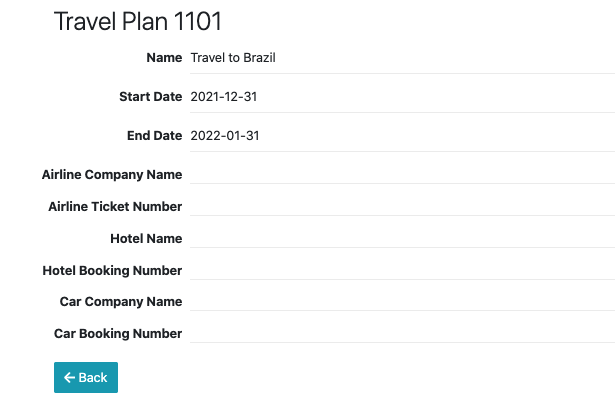 Travel Plan 1101
Name Travel to Brazil
Start Date 2021-12-31
End Date 2022-01-31
Airline Company Name
Airline Ticket Number
Hotel Name
Hotel Booking Number
Car Company Name
Car Booking Number
Back